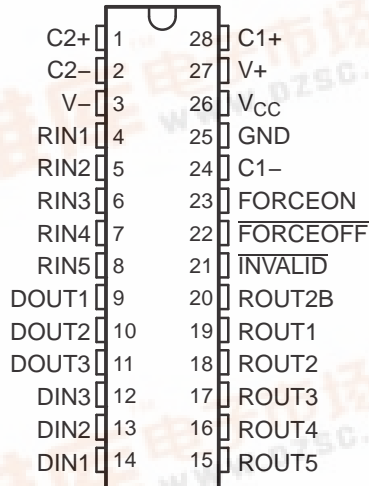 C2+ 1 28 C1+
C2− 2 27 V+
V− 3 26 VCC
RIN1 4 25 GND
RIN2 5 24 C1−
RIN3 6 23 FORCEON
RIN4 7 22 FORCEOFF
RIN5 8 21 INVALID
DOUT1 9 20 ROUT2B
DOUT2 10 19 ROUT1
DOUT3 11 18 ROUT2
DIN3 12 17 ROUT3
DIN2 13 16 ROUT4
DIN1 14 15 ROUT5